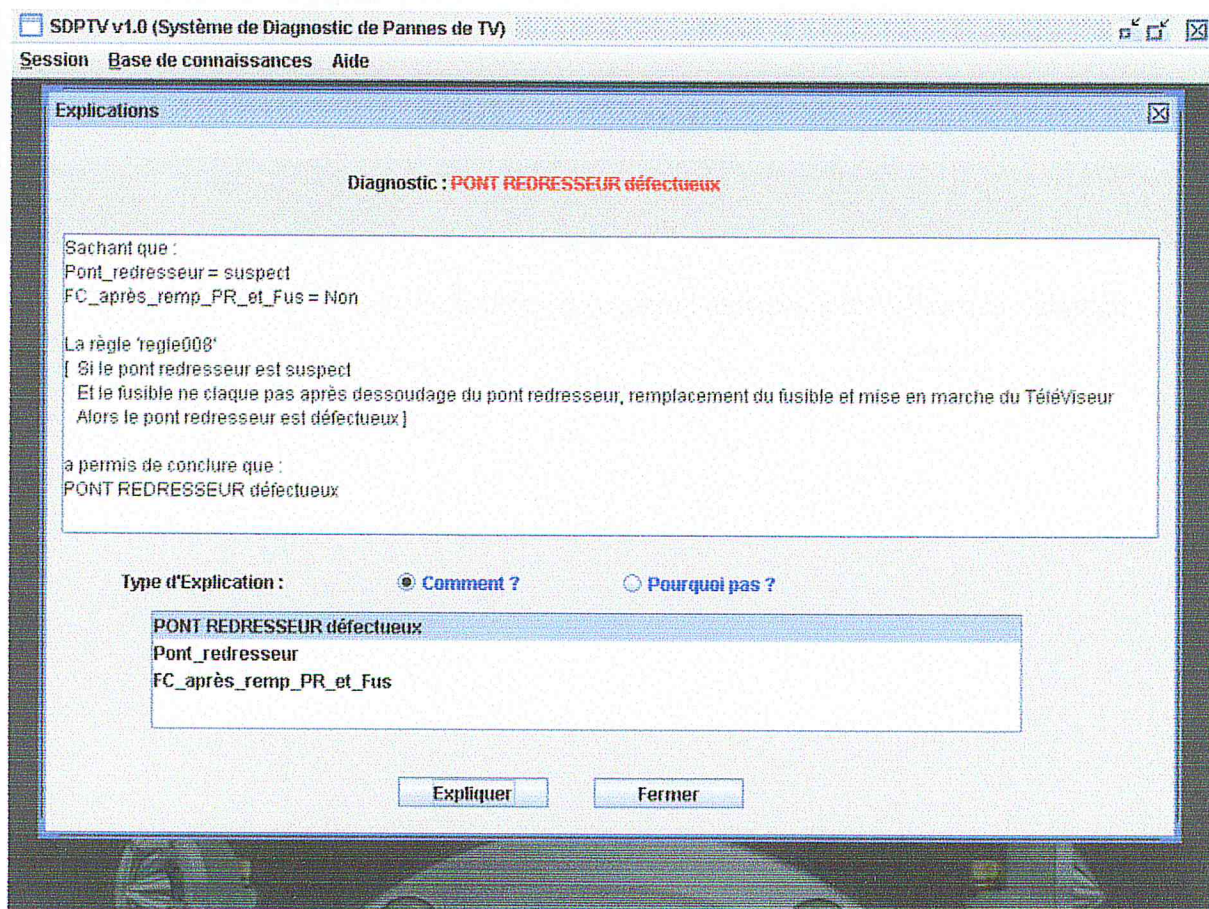 SDPTV v1.0 (Système de Diagnostic de Pannes de TV)
Session Base de connaissances Aide
Explications
Diagnostic : PONT REDRESSEUR défectueux
Sachant que :
Pont_redresseur = suspect
FC_après_remp_PR_et_Fus = Non
La règle 'regle008'
[ Si le pont redresseur est suspect
Et le fusible ne claque pas après dessoudage du pont redresseur, remplacement du fusible et mise en marche du TéléViseur
Alors le pont redresseur est défectueux ]
a permis de conclure que :
PONT REDRESSEUR défectueux
Type d'Explication : Comment ? Pourquoi pas ?
PONT REDRESSEUR défectueux
Pont_redresseur
FC_après_remp_PR_et_Fus
Expliquer Fermer